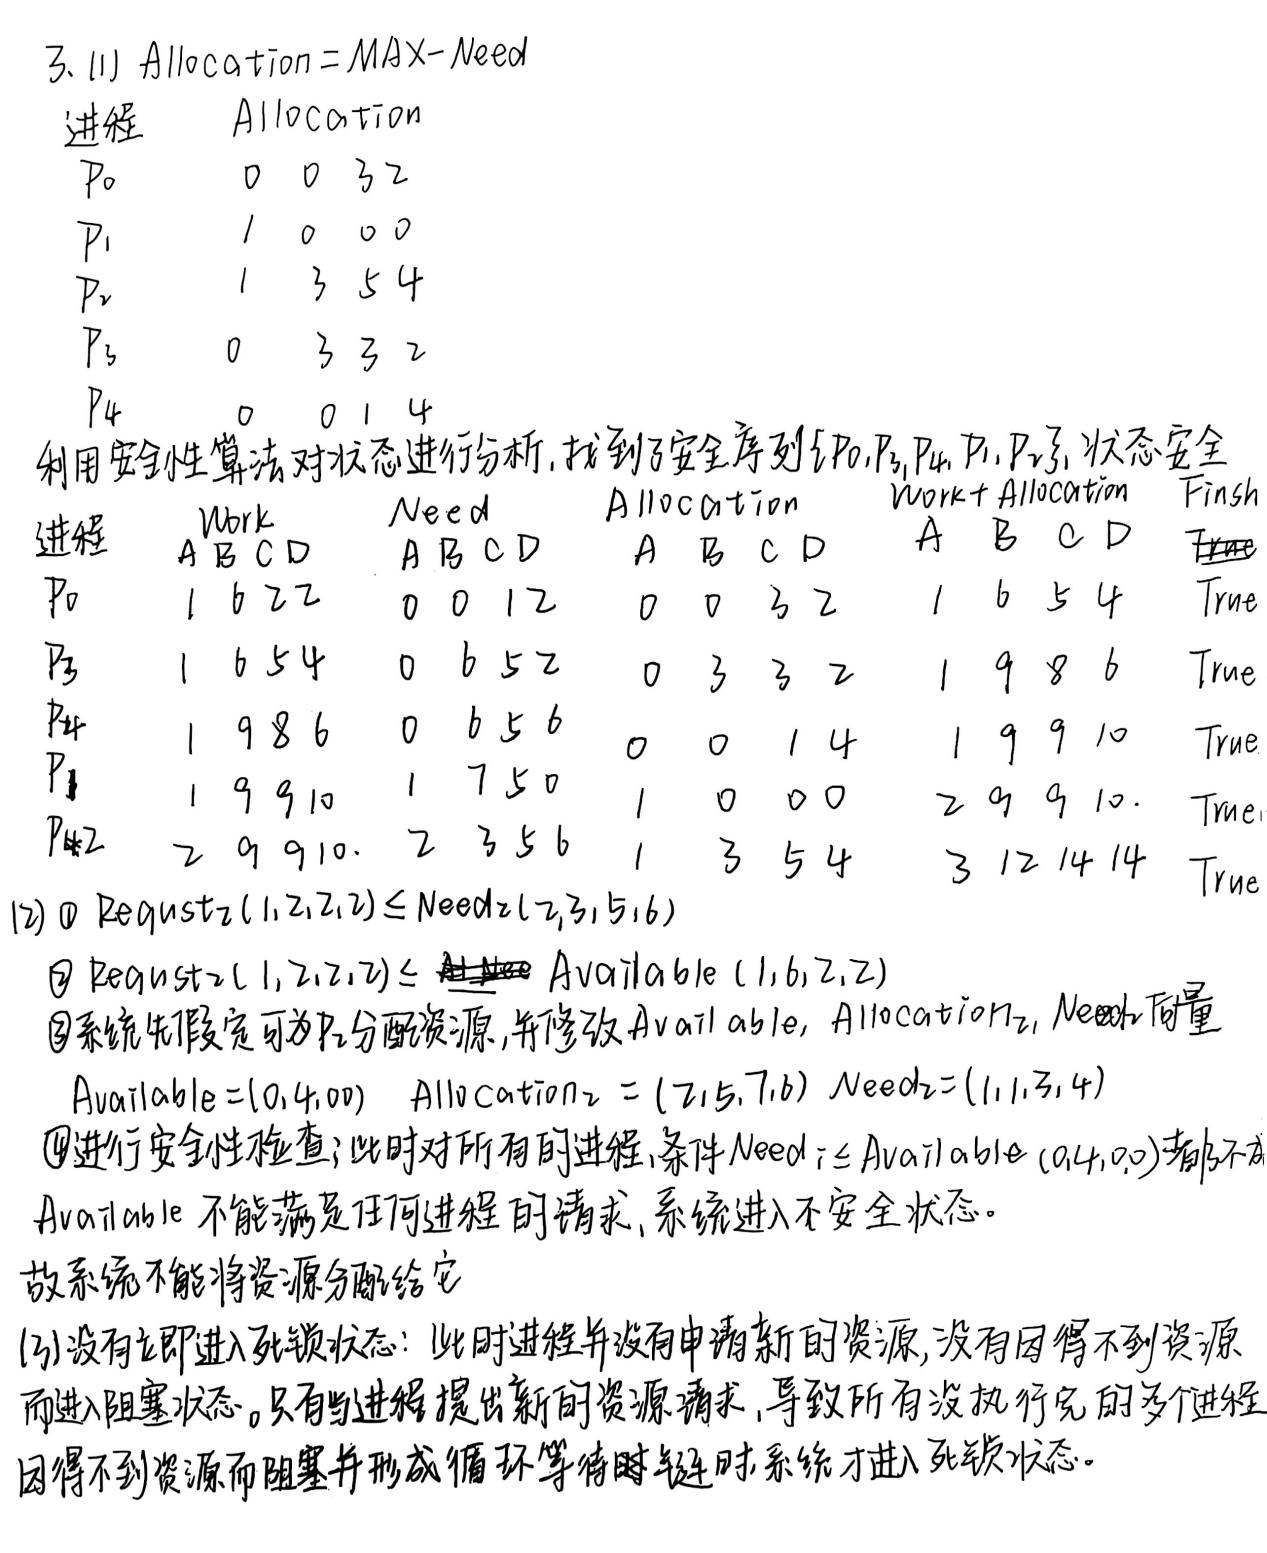 3. (1) Allocation = MAX - Need
进程 Allocation
P0 0 0 3 2
P1 1 0 0 0
P2 1 3 5 4
P3 0 3 3 2
P4 0 0 1 4
利用安全性算法对状态进行分析,找到了安全序列{P0,P3,P4,P1,P2},状态安全
进程 Work Need Allocation Work+Allocation Finsh
A B C D A B C D A B C D A B C D
P0 1 6 2 2 0 0 1 2 0 0 3 2 1 6 5 4 True
P3 1 6 5 4 0 6 5 2 0 3 3 2 1 9 8 6 True
P4 1 9 8 6 0 6 5 6 0 0 1 4 1 9 9 10 True
P1 1 9 9 10 1 7 5 0 1 0 0 0 2 9 9 10. True
P2 2 9 9 10. 2 3 5 6 1 3 5 4 3 12 14 14 True
(2) ① Requst2(1,2,2,2)≤Need2(2,3,5,6)
② Requst2(1,2,2,2)≤ Available (1,6,2,2)
③系统先假定可为P2分配资源,并修改Available, Allocation2, Need2向量
Available=(0,4,0,0) Allocation2 = (2,5,7,6) Need2=(1,1,3,4)
④进行安全性检查;此时对所有的进程,条件Needi≤Available (0,4,0,0)都不成
Available 不能满足任何进程的请求,系统进入不安全状态。
故系统不能将资源分配给它
(3)没有立即进入死锁状态:此时进程并没有申请新的资源,没有因得不到资源
而进入阻塞状态。只有当进程提出新的资源请求,导致所有没执行完的多个进程
因得不到资源而阻塞并形成循环等待链时,系统才进入死锁状态。